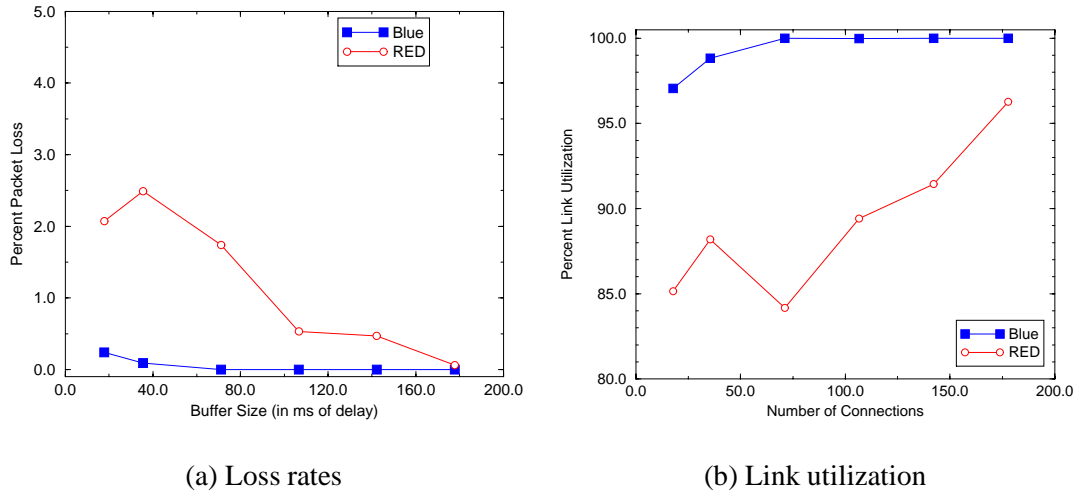 5.0
4.0
3.0
2.0
1.0
0.0
Percent Packet Loss
Blue
RED
0.0 40.0 80.0 120.0 160.0 200.0
Buffer Size (in ms of delay)
(a) Loss rates
100.0
95.0
90.0
85.0
80.0
Percent Link Utilization
Blue
RED
0.0 50.0 100.0 150.0 200.0
Number of Connections
(b) Link utilization